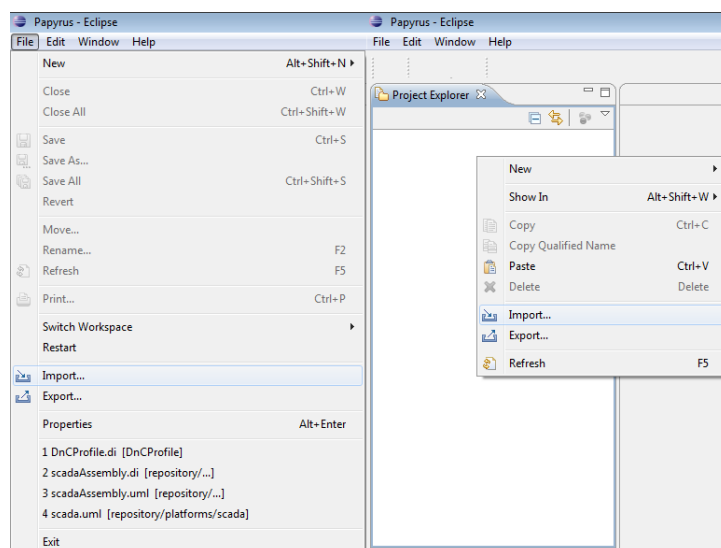 Papyrus - Eclipse
File Edit Window Help
New Alt+Shift+N
Close Ctrl+W
Close All Ctrl+Shift+W
Save Ctrl+S
Save As...
Save All Ctrl+Shift+S
Revert
Move...
Rename... F2
Refresh F5
Print... Ctrl+P
Switch Workspace
Restart
Import...
Export...
Properties Alt+Enter
1 DnCProfile.di [DnCProfile]
2 scadaAssembly.di [repository/...]
3 scadaAssembly.uml [repository/...]
4 scada.uml [repository/platforms/scada]
Exit
Papyrus - Eclipse
File Edit Window Help
Project Explorer
New
Show In Alt+Shift+W
Copy Ctrl+C
Copy Qualified Name
Paste Ctrl+V
Delete Delete
Import...
Export...
Refresh F5